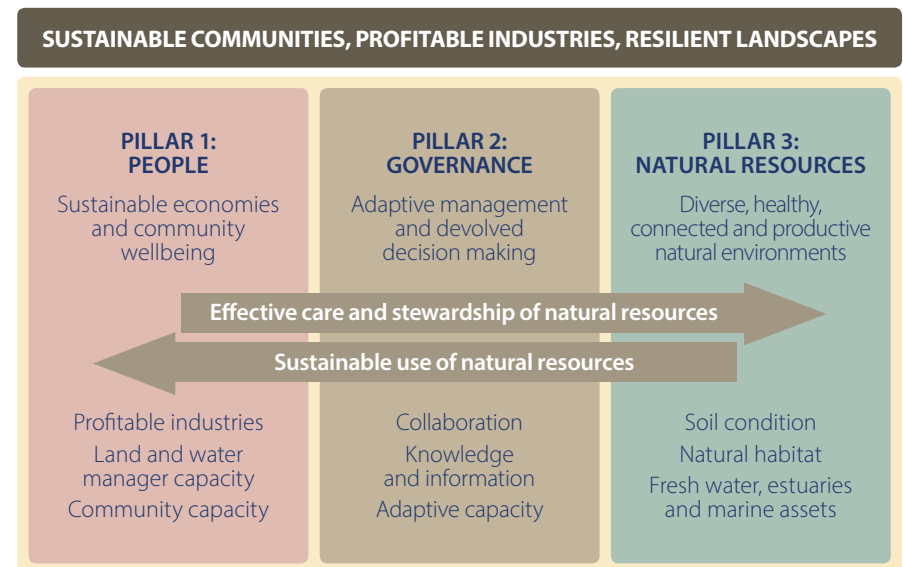 SUSTAINABLE COMMUNITIES, PROFITABLE INDUSTRIES, RESILIENT LANDSCAPES
PILLAR 1:
PEOPLE
Sustainable economies
and community
wellbeing
PILLAR 2:
GOVERNANCE
Adaptive management
and devolved
decision making
PILLAR 3:
NATURAL RESOURCES
Diverse, healthy,
connected and productive
natural environments
Effective care and stewardship of natural resources
Sustainable use of natural resources
Profitable industries
Land and water
manager capacity
Community capacity
Collaboration
Knowledge
and information
Adaptive capacity
Soil condition
Natural habitat
Fresh water, estuaries
and marine assets